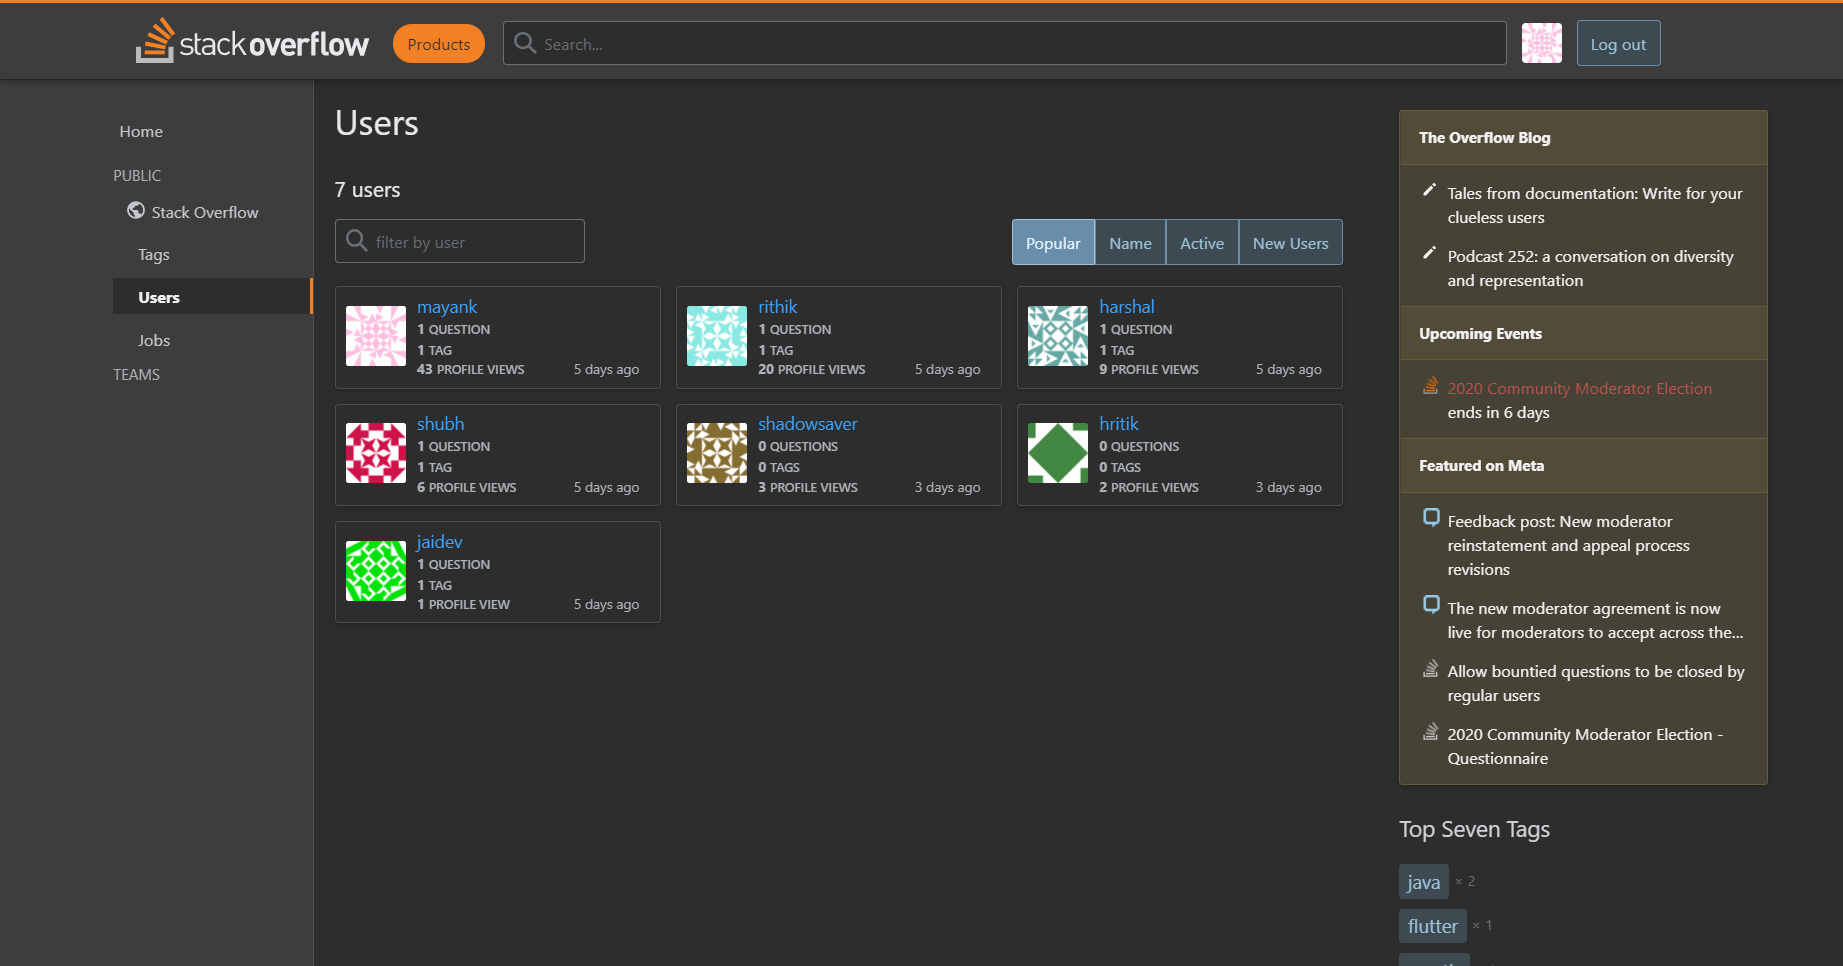 stack overflow
Products
Search...
Log out
Home
PUBLIC
Stack Overflow
Tags
Users
Jobs
TEAMS
Users
7 users
filter by user
Popular
Name
Active
New Users
mayank
1 QUESTION
1 TAG
43 PROFILE VIEWS
5 days ago
rithik
1 QUESTION
1 TAG
20 PROFILE VIEWS
5 days ago
harshal
1 QUESTION
1 TAG
9 PROFILE VIEWS
5 days ago
shubh
1 QUESTION
1 TAG
6 PROFILE VIEWS
5 days ago
shadowsaver
0 QUESTIONS
0 TAGS
3 PROFILE VIEWS
3 days ago
hritik
0 QUESTIONS
0 TAGS
2 PROFILE VIEWS
3 days ago
jaidev
1 QUESTION
1 TAG
1 PROFILE VIEW
5 days ago
The Overflow Blog
Tales from documentation: Write for your
clueless users
Podcast 252: a conversation on diversity
and representation
Upcoming Events
2020 Community Moderator Election
ends in 6 days
Featured on Meta
Feedback post: New moderator
reinstatement and appeal process
revisions
The new moderator agreement is now
live for moderators to accept across the...
Allow bountied questions to be closed by
regular users
2020 Community Moderator Election -
Questionnaire
Top Seven Tags
java × 2
flutter × 1